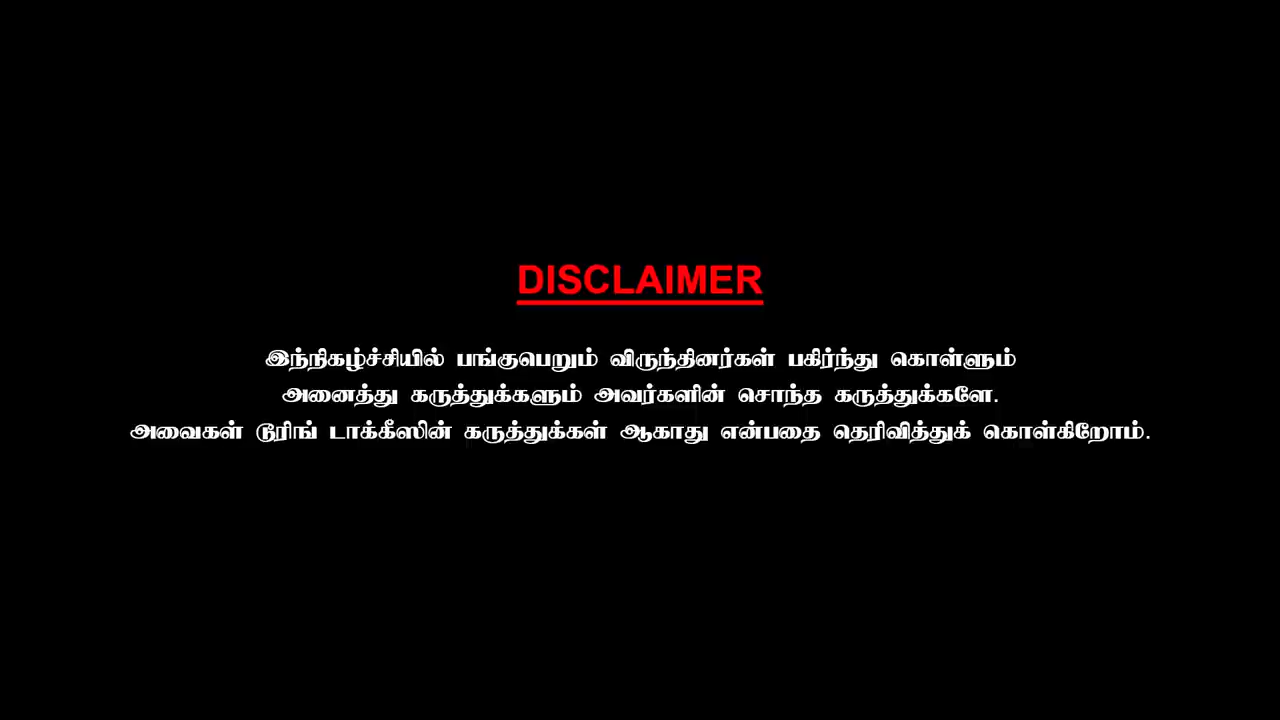 DISCLAIMER
இந்நிகழ்ச்சியில் பங்குபெறும் விருந்தினர்கள் பகிர்ந்து கொள்ளும்
அனைத்து கருத்துக்களும் அவர்களின் சொந்த கருத்துக்களே.
அவைகள் டூரிங் டாக்கீஸின் கருத்துக்கள் ஆகாது என்பதை தெரிவித்துக் கொள்கிறோம்.